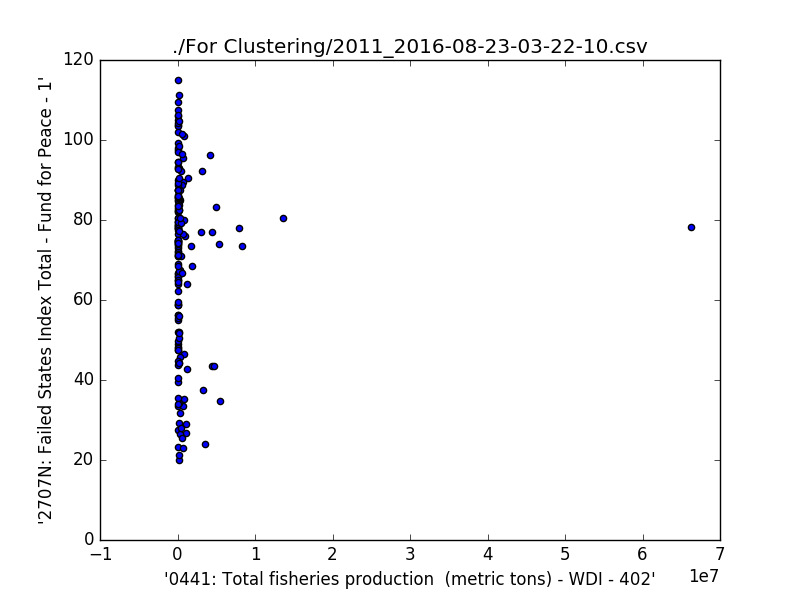 ./For Clustering/2011_2016-08-23-03-22-10.csv
120
100
80
60
40
20
0
'2707N: Failed States Index Total - Fund for Peace - 1'
−1 0 1 2 3 4 5 6 7
1e7
'0441: Total fisheries production  (metric tons) - WDI - 402'